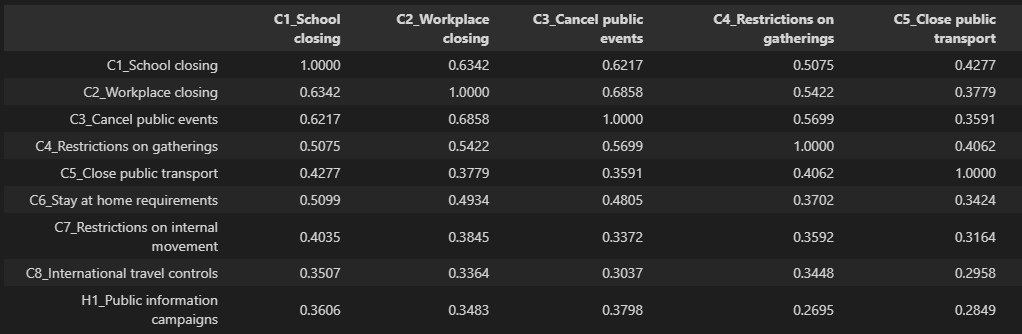 C1_School closing C2_Workplace closing C3_Cancel public events C4_Restrictions on gatherings C5_Close public transport
C1_School closing 1.0000 0.6342 0.6217 0.5075 0.4277
C2_Workplace closing 0.6342 1.0000 0.6858 0.5422 0.3779
C3_Cancel public events 0.6217 0.6858 1.0000 0.5699 0.3591
C4_Restrictions on gatherings 0.5075 0.5422 0.5699 1.0000 0.4062
C5_Close public transport 0.4277 0.3779 0.3591 0.4062 1.0000
C6_Stay at home requirements 0.5099 0.4934 0.4805 0.3702 0.3424
C7_Restrictions on internal movement 0.4035 0.3845 0.3372 0.3592 0.3164
C8_International travel controls 0.3507 0.3364 0.3037 0.3448 0.2958
H1_Public information campaigns 0.3606 0.3483 0.3798 0.2695 0.2849